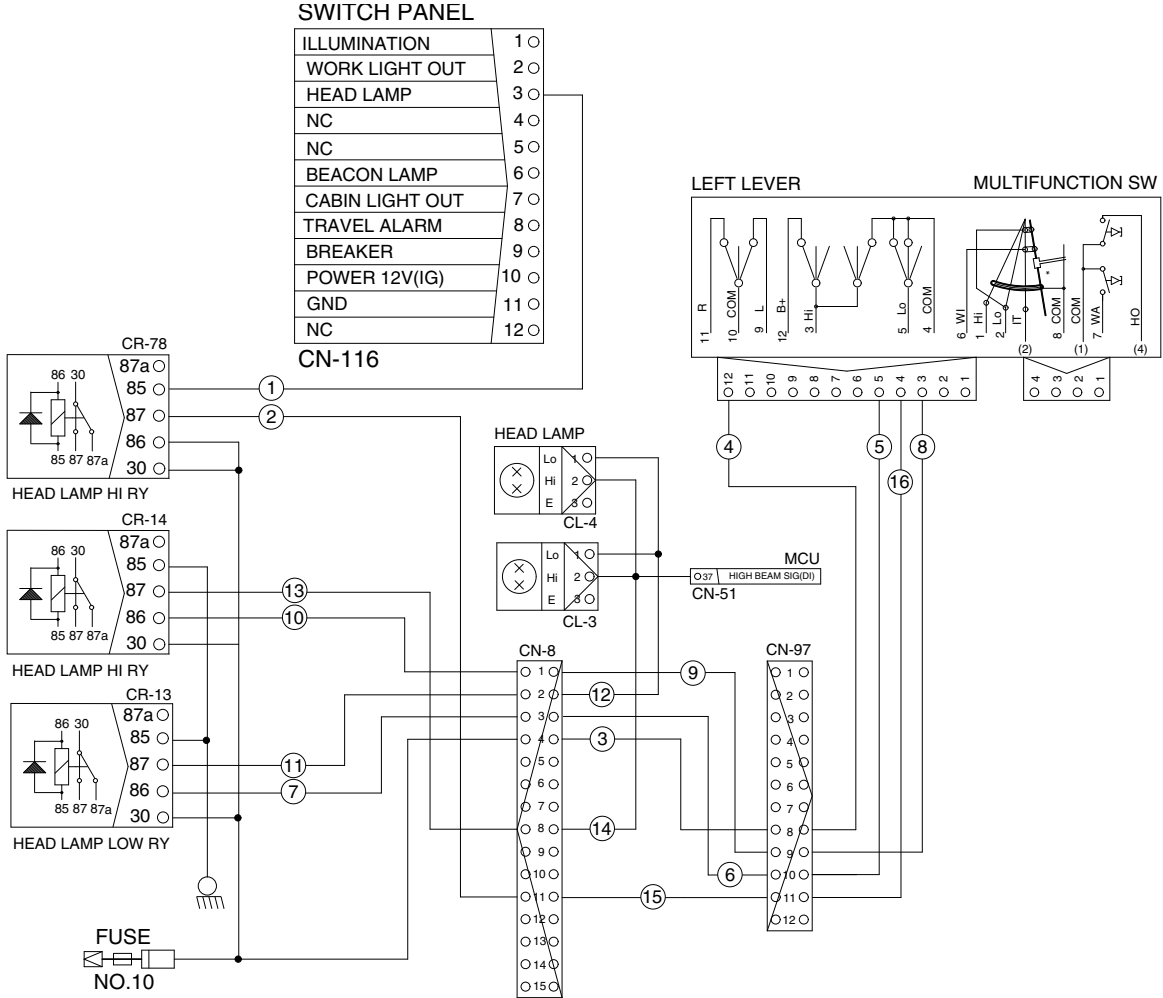 SWITCH PANEL
ILLUMINATION 1
WORK LIGHT OUT 2
HEAD LAMP 3
NC 4
NC 5
BEACON LAMP 6
CABIN LIGHT OUT 7
TRAVEL ALARM 8
BREAKER 9
POWER 12V(IG) 10
GND 11
NC 12
CN-116
LEFT LEVER MULTIFUNCTION SW
11 R
10 COM
9 L
12 B+
3 Hi
5 Lo
4 COM
6 WI
1 Hi
2 Lo
IT
(2)
*
8 COM
COM
(1)
7 WA
HO
(4)
12 11 10 9 8 7 6 5 4 3 2 1
4 3 2 1
4 5 8
16
CR-78
87a
85
87
86
30
86 30
85 87 87a
HEAD LAMP HI RY
1
2
CR-14
87a
85
87
86
30
86 30
85 87 87a
HEAD LAMP HI RY
13
10
CR-13
87a
85
87
86
30
86 30
85 87 87a
HEAD LAMP LOW RY
11
7
HEAD LAMP
Lo 1
Hi 2
E 3
CL-4
Lo 1
Hi 2
E 3
CL-3
MCU
37 HIGH BEAM SIG(DI)
CN-51
CN-8
1
2
3
4
5
6
7
8
9
10
11
12
13
14
15
9
12
3
14
6
15
CN-97
1
2
3
4
5
6
7
8
9
10
11
12
FUSE
NO.10